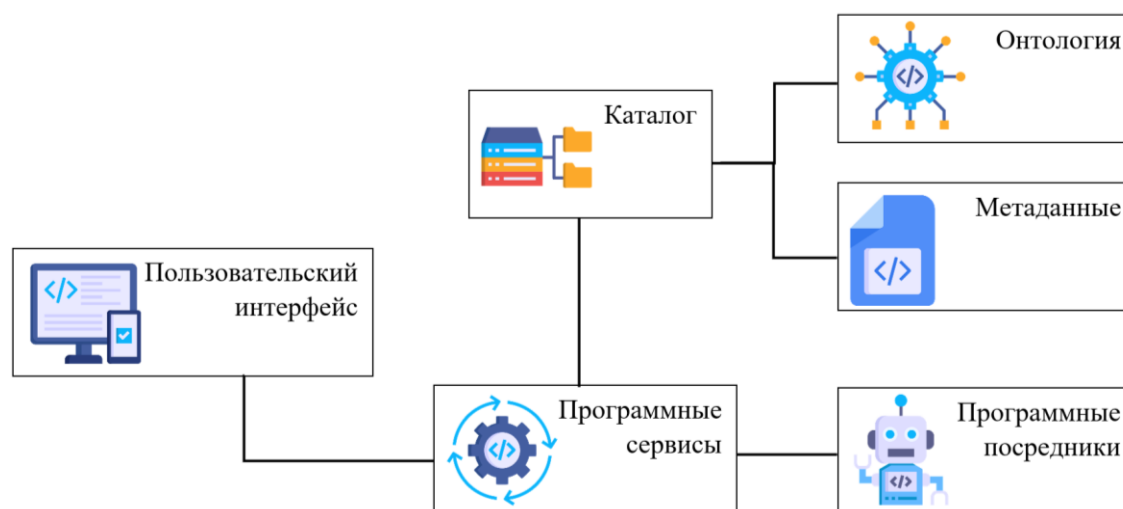 Онтология
Каталог
Метаданные
Пользовательский
интерфейс
Программные
сервисы
Программные
посредники